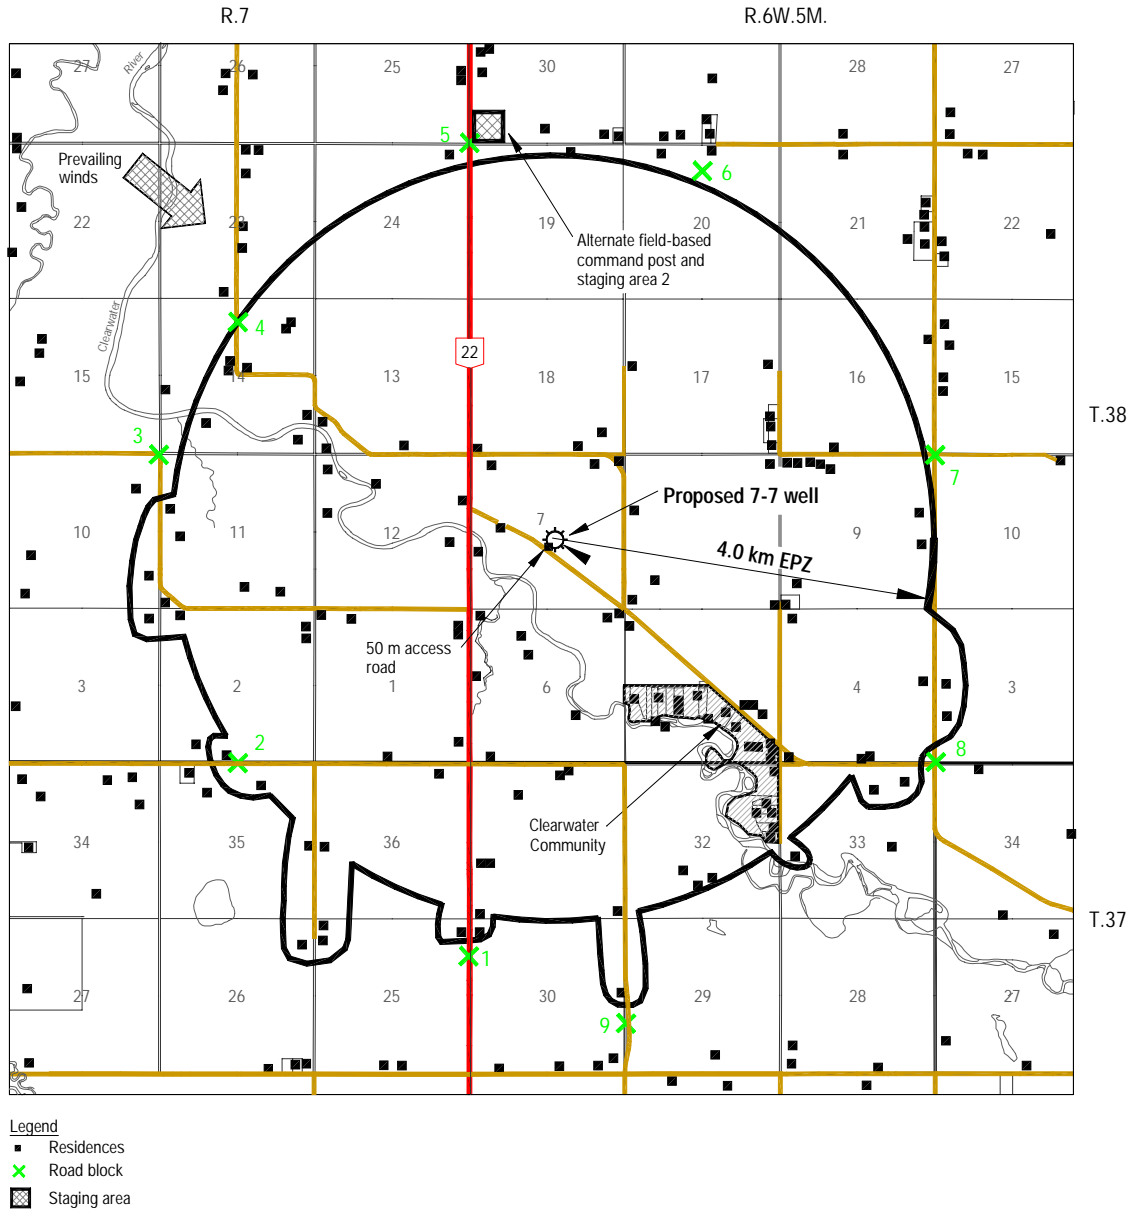 R.7
R.6W.5M.
27
26
25
30
28
27
River
5
Prevailing
winds
6
22
23
24
19
20
21
22
Alternate field-based
command post and
staging area 2
Clearwater
4
22
15
14
13
18
17
16
15
T.38
3
7
Proposed 7-7 well
10
11
12
7
9
10
4.0 km EPZ
50 m access
road
3
2
1
6
4
3
2
8
Clearwater
Community
34
35
36
32
33
34
T.37
1
27
26
25
30
29
28
27
9
Legend
Residences
Road block
Staging area